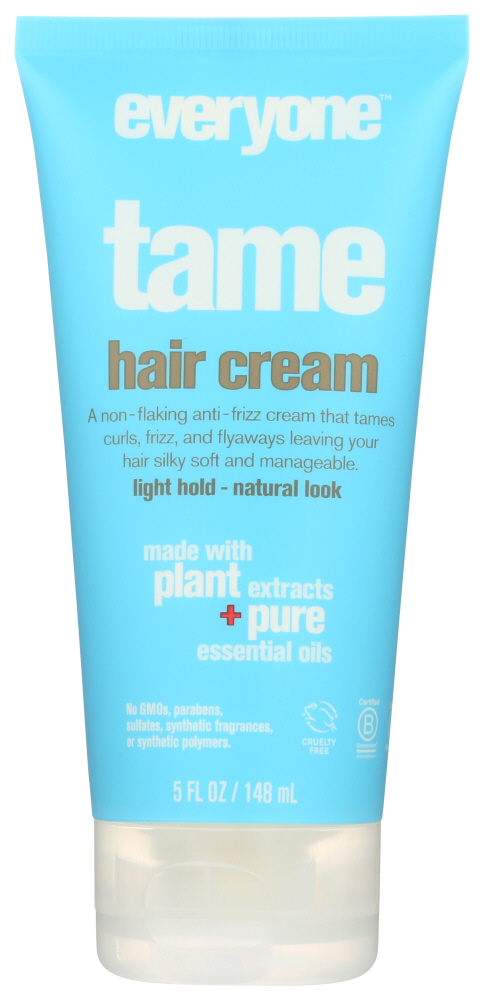 everyone™
tame
hair cream
A non-flaking anti-frizz cream that tames
curls, frizz, and flyaways leaving your
hair silky soft and manageable.
light hold - natural look
made with
plant extracts
+ pure
essential oils
No GMOs, parabens,
sulfates, synthetic fragrances,
or synthetic polymers.
CRUELTY
FREE
Certified
B
Corporation
5 FL OZ / 148 mL